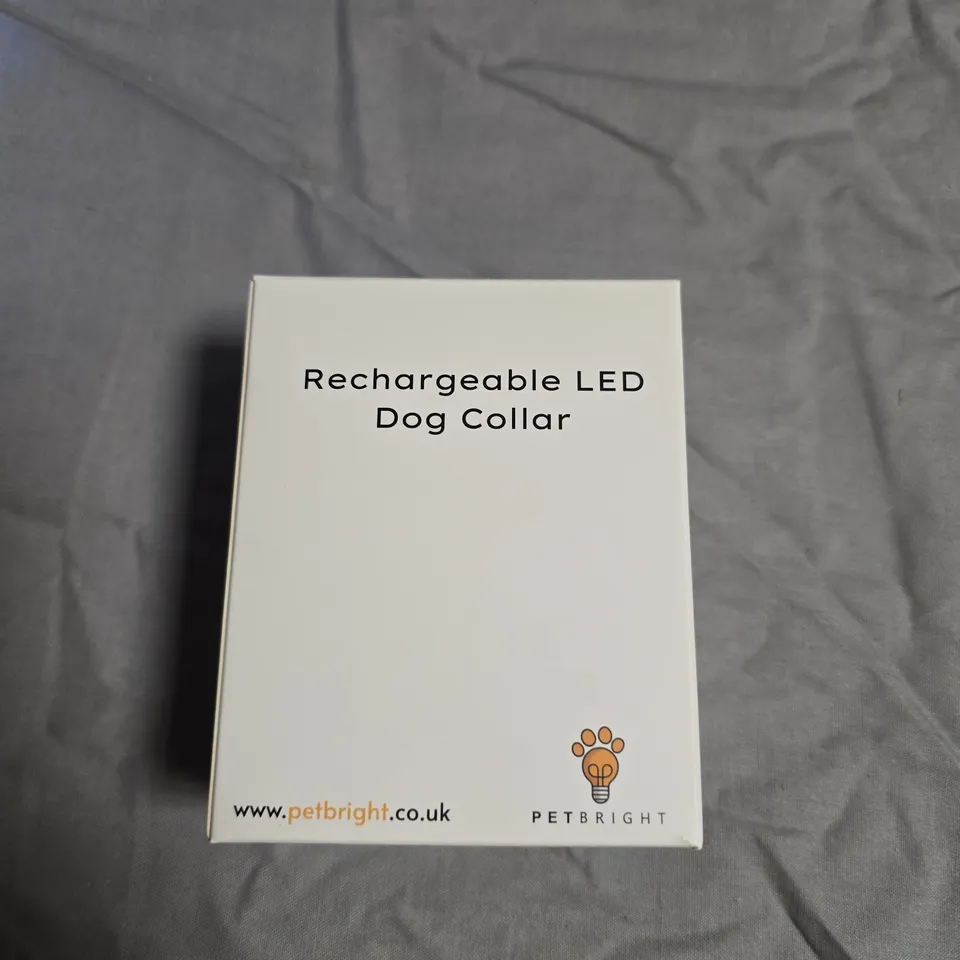 Rechargeable LED
Dog Collar
www.petbright.co.uk
PETBRIGHT